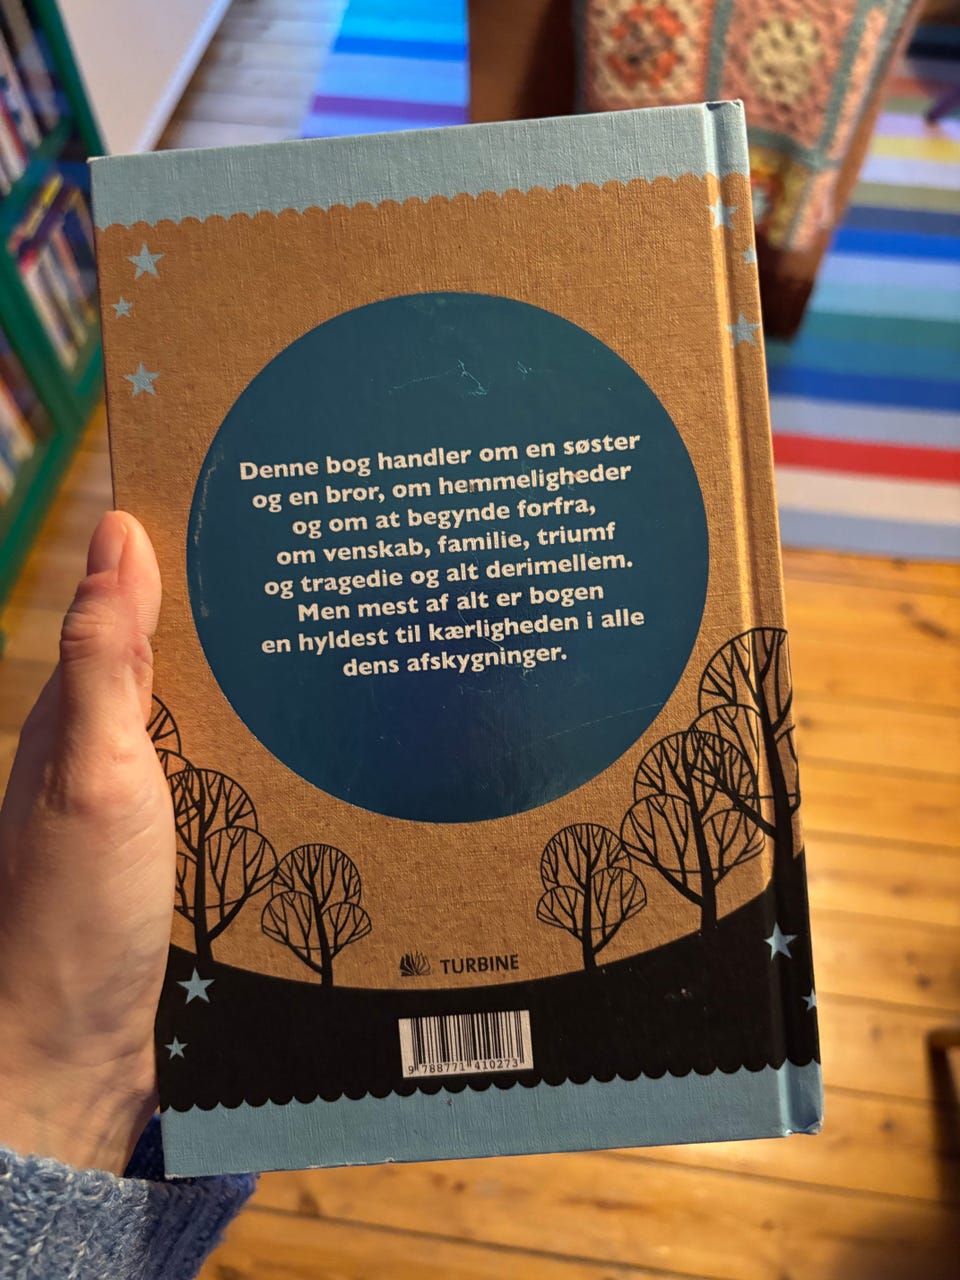 Denne bog handler om en søster
og en bror, om hemmeligheder
og om at begynde forfra,
om venskab, familie, triumf
og tragedie og alt derimellem.
Men mest af alt er bogen
en hyldest til kærligheden i alle
dens afskygninger.
TURBINE
9 788771 410273